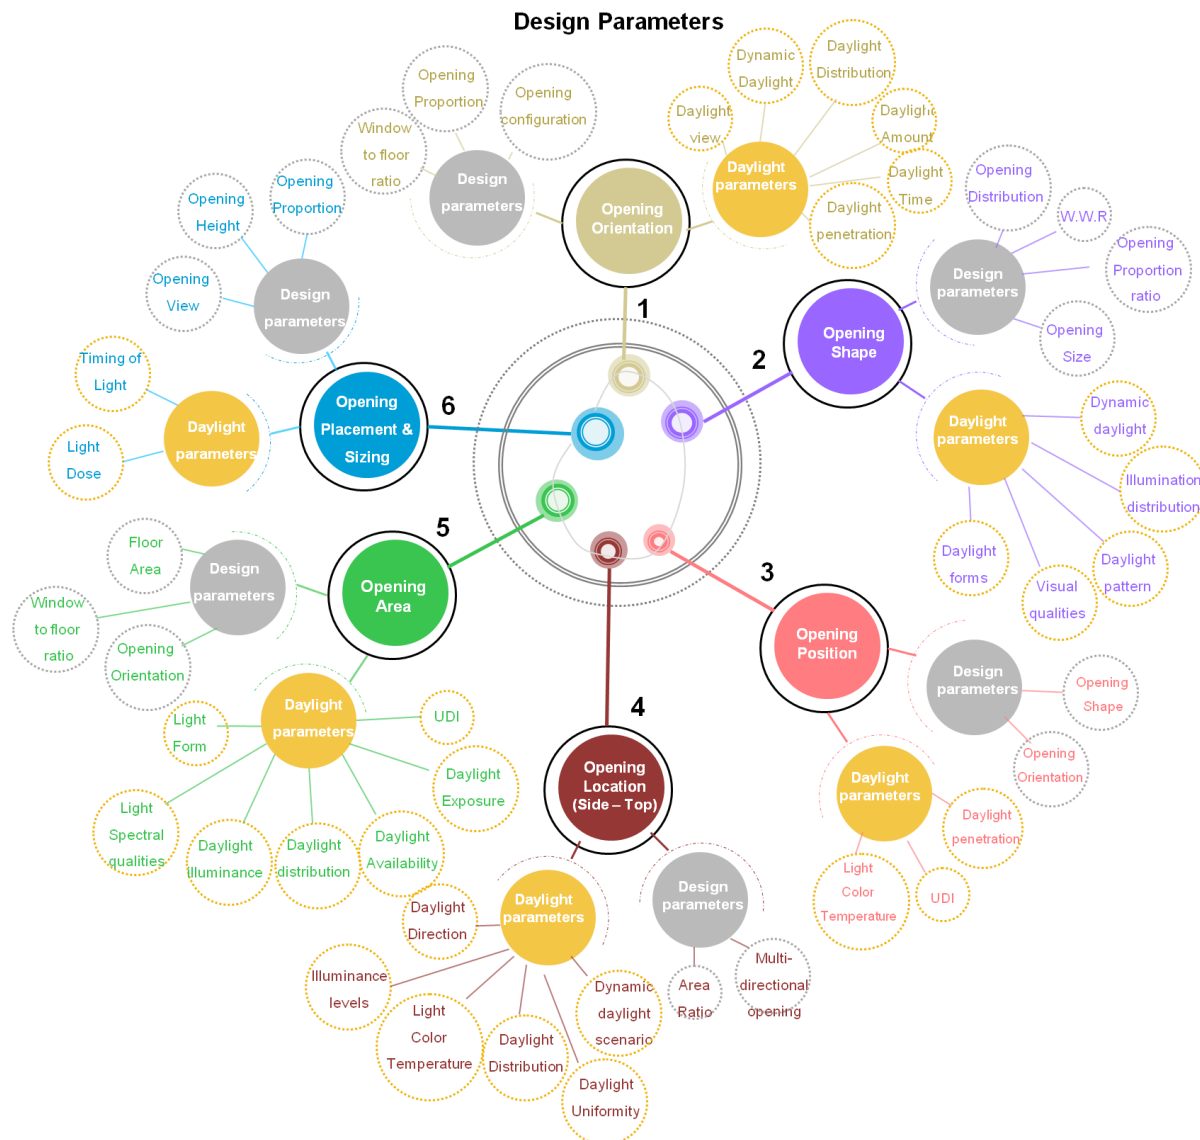 Design Parameters
1
Opening
Orientation
Design
parameters
Window
to floor
ratio
Opening
Proportion
Opening
configuration
Daylight
parameters
Daylight
view
Dynamic
Daylight
Daylight
Distribution
Daylight
Amount
Daylight
Time
Daylight
penetration
2
Opening
Shape
Design
parameters
Opening
Distribution
W.W.R
Opening
Proportion
ratio
Opening
Size
Daylight
parameters
Dynamic
daylight
Illumination
distribution
Daylight
pattern
Visual
qualities
Daylight
forms
3
Opening
Position
Design
parameters
Opening
Shape
Opening
Orientation
Daylight
parameters
Daylight
penetration
UDI
Light
Color
Temperature
4
Opening
Location
(Side – Top)
Design
parameters
Area
Ratio
Multi-
directional
opening
Daylight
parameters
Daylight
Direction
Illuminance
levels
Light
Color
Temperature
Daylight
Distribution
Daylight
Uniformity
Dynamic
daylight
scenario
5
Opening
Area
Design
parameters
Floor
Area
Window
to floor
ratio
Opening
Orientation
Daylight
parameters
Light
Form
Light
Spectral
qualities
Daylight
illuminance
Daylight
distribution
Daylight
Availability
Daylight
Exposure
UDI
6
Opening
Placement &
Sizing
Design
parameters
Opening
Proportion
Opening
Height
Opening
View
Daylight
parameters
Timing of
Light
Light
Dose